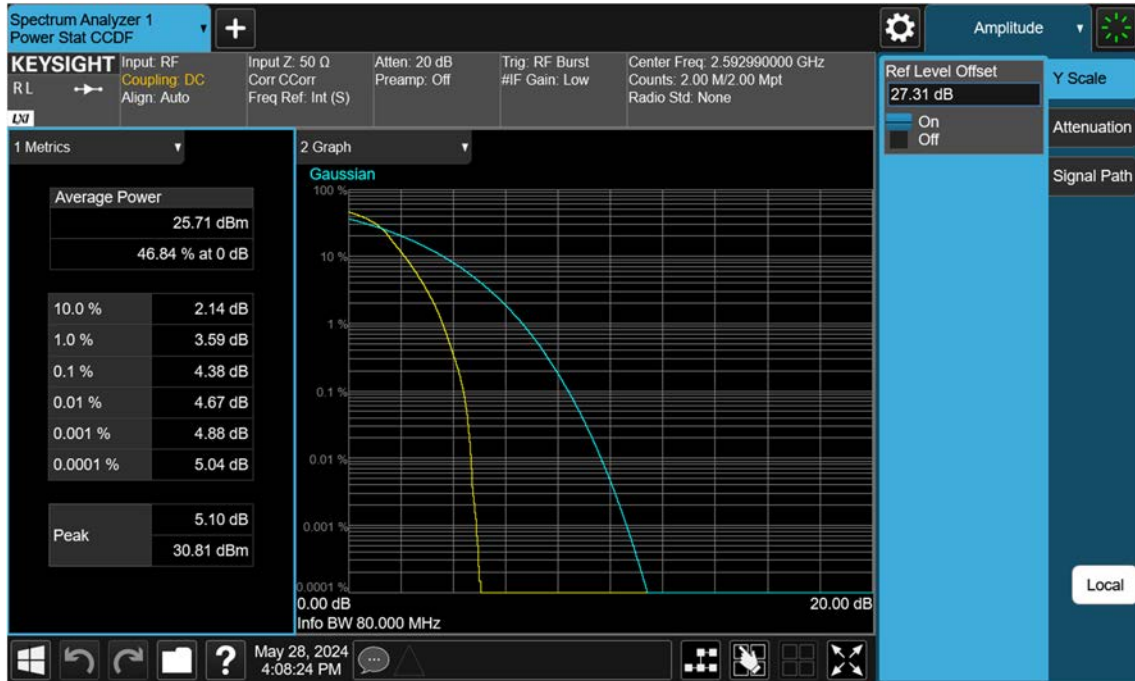 Spectrum Analyzer 1
Power Stat CCDF
Amplitude
KEYSIGHT
R L
LXI
Input: RF
Coupling: DC
Align: Auto
Input Z: 50 Ω
Corr CCorr
Freq Ref: Int (S)
Atten: 20 dB
Preamp: Off
Trig: RF Burst
#IF Gain: Low
Center Freq: 2.592990000 GHz
Counts: 2.00 M/2.00 Mpt
Radio Std: None
Ref Level Offset
27.31 dB
On
Off
Y Scale
Attenuation
Signal Path
1 Metrics
Average Power
25.71 dBm
46.84 % at 0 dB
10.0 % 2.14 dB
1.0 % 3.59 dB
0.1 % 4.38 dB
0.01 % 4.67 dB
0.001 % 4.88 dB
0.0001 % 5.04 dB
Peak
5.10 dB
30.81 dBm
2 Graph
Gaussian
100 %
10 %
1 %
0.1 %
0.01 %
0.001 %
0.0001 %
0.00 dB 20.00 dB
Info BW 80.000 MHz
Local
?
May 28, 2024
4:08:24 PM